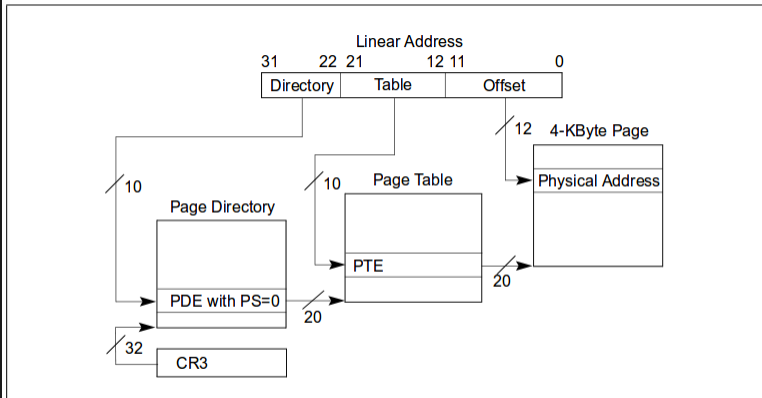 Linear Address
31 22 21 12 11 0
Directory Table Offset
12 4-KByte Page
Physical Address
10 10 Page Table
Page Directory
PTE
PDE with PS=0
20
20
32
CR3